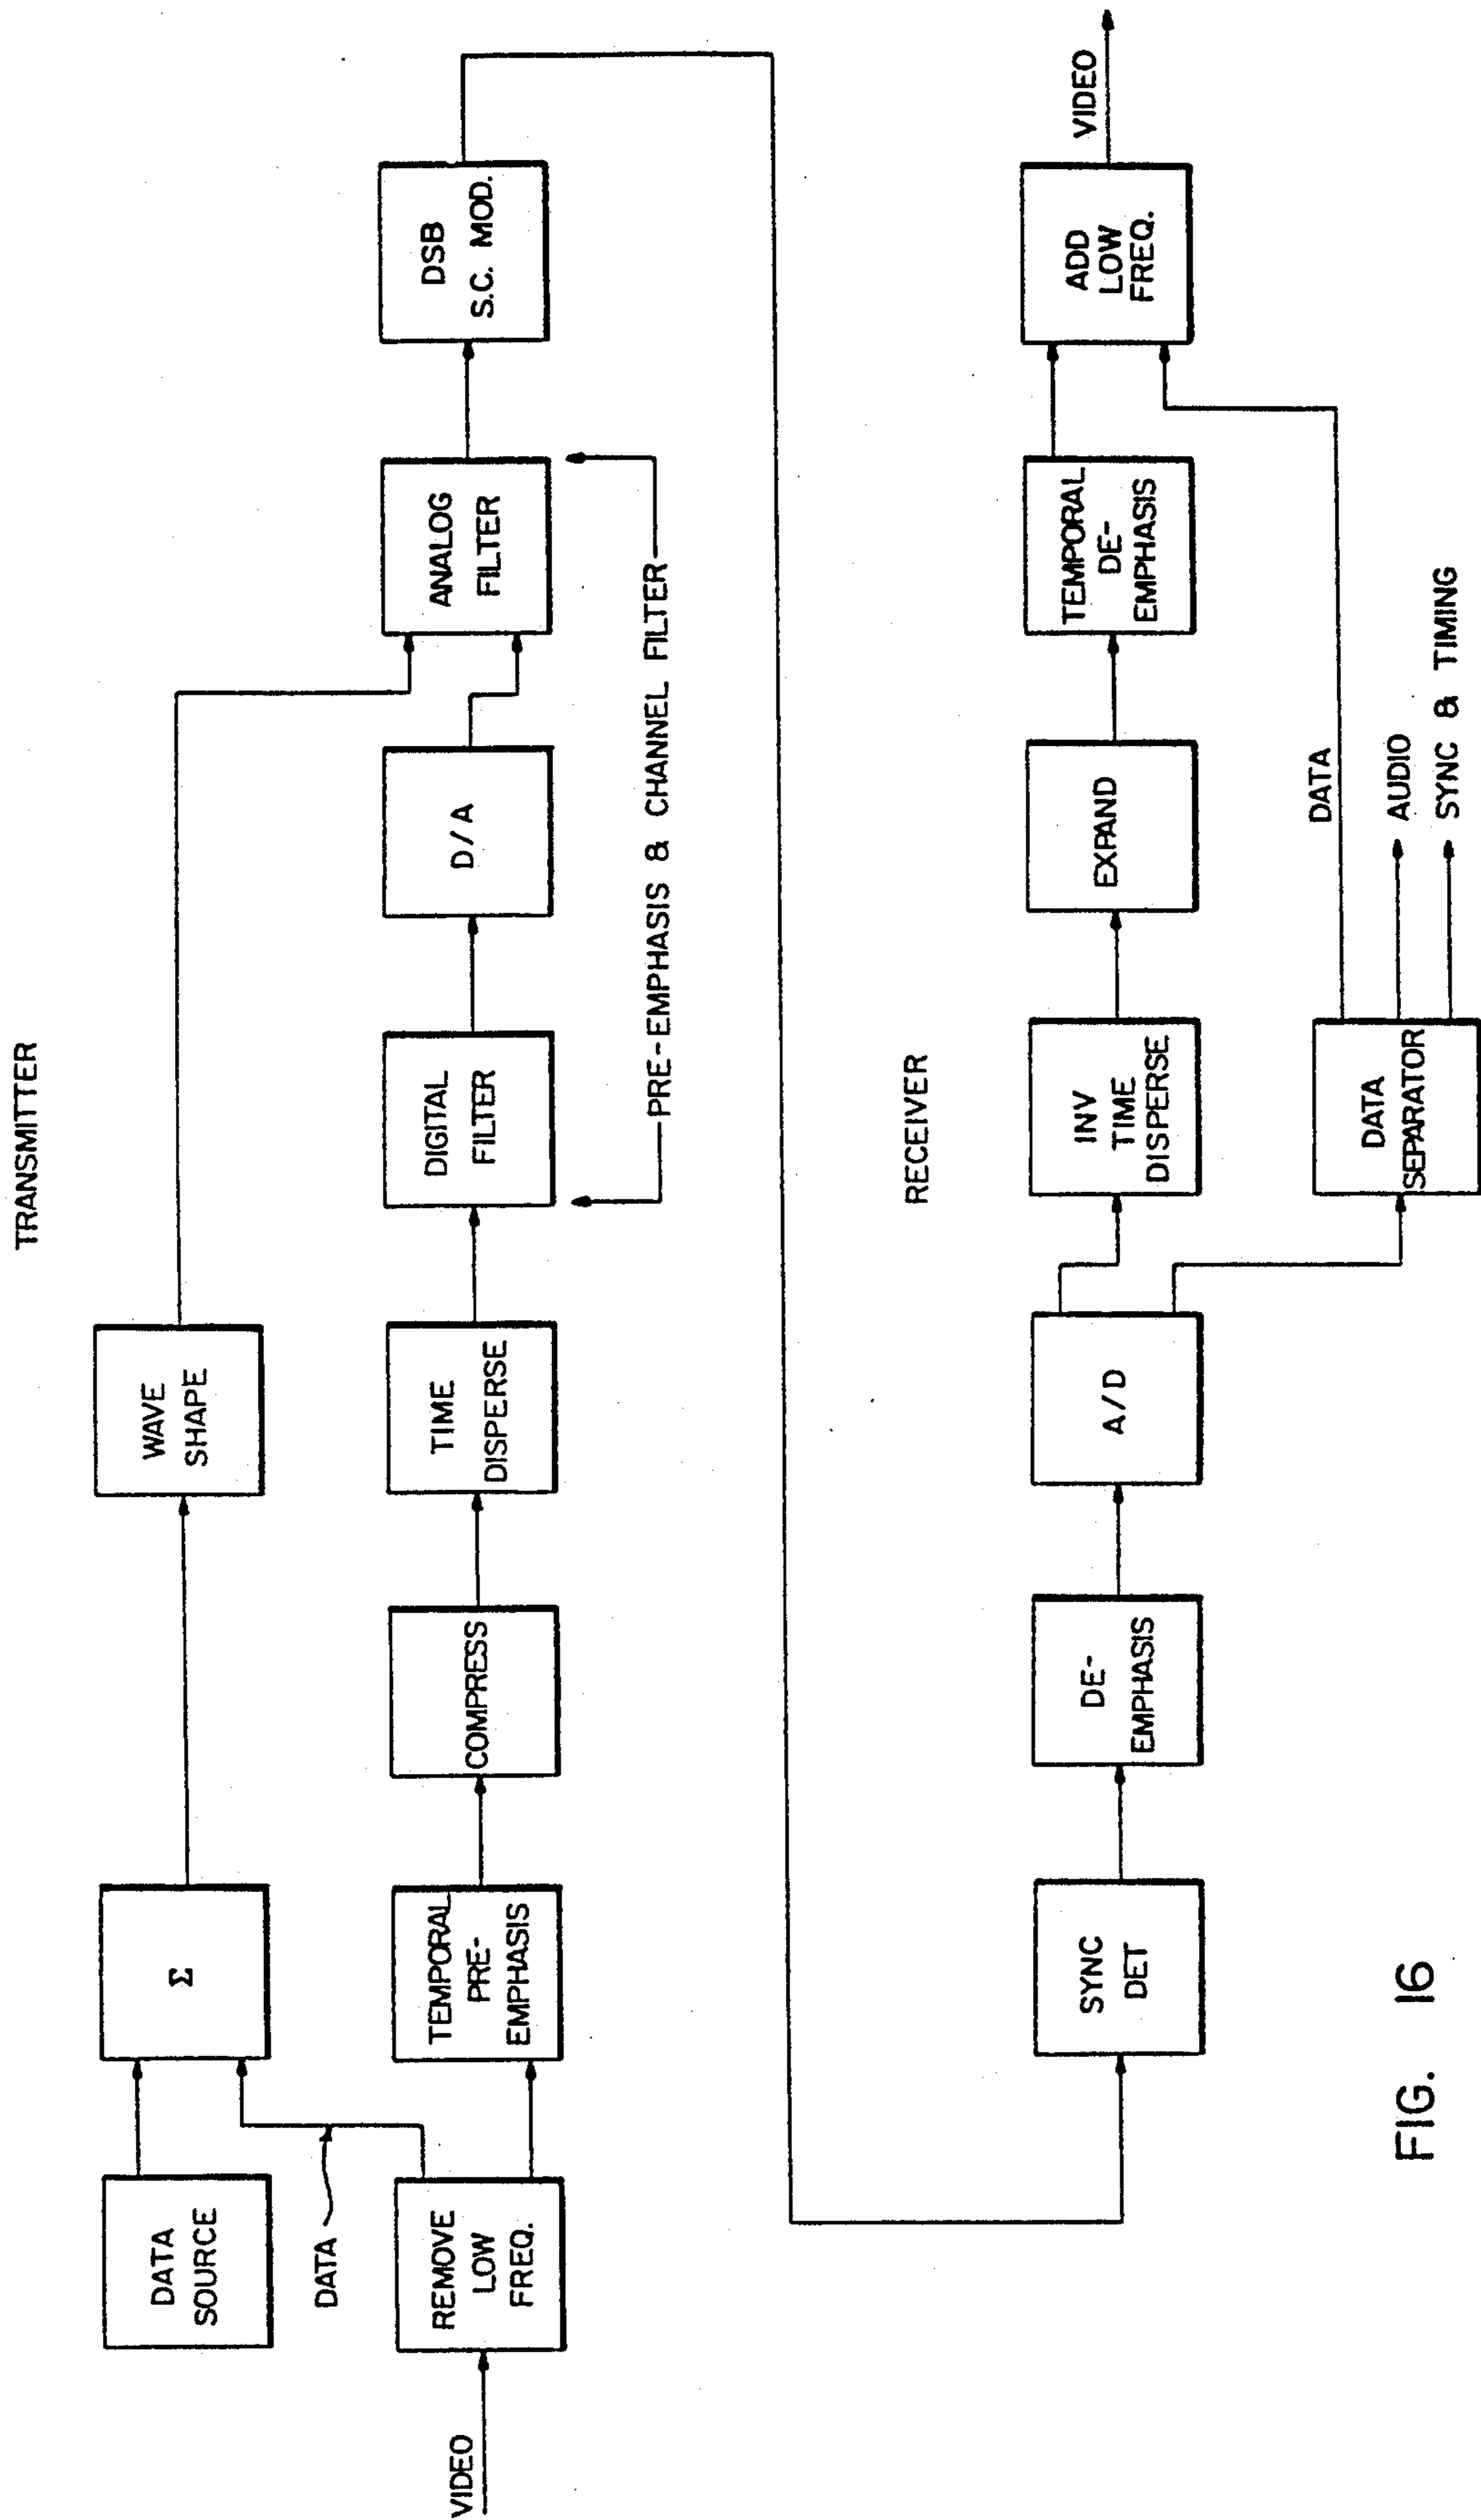 TRANSMITTER
DATA
SOURCE
Σ
WAVE
SHAPE
DATA
VIDEO
REMOVE
LOW
FREQ.
TEMPORAL
PRE-
EMPHASIS
COMPRESS
TIME
DISPERSE
DIGITAL
FILTER
D/A
ANALOG
FILTER
DSB
S.C. MOD.
PRE-EMPHASIS & CHANNEL FILTER
RECEIVER
SYNC
DET
DE-
EMPHASIS
A/D
INV
TIME
DISPERSE
EXPAND
TEMPORAL
DE-
EMPHASIS
ADD
LOW
FREQ.
VIDEO
DATA
DATA
SEPARATOR
AUDIO
SYNC & TIMING
FIG. 16